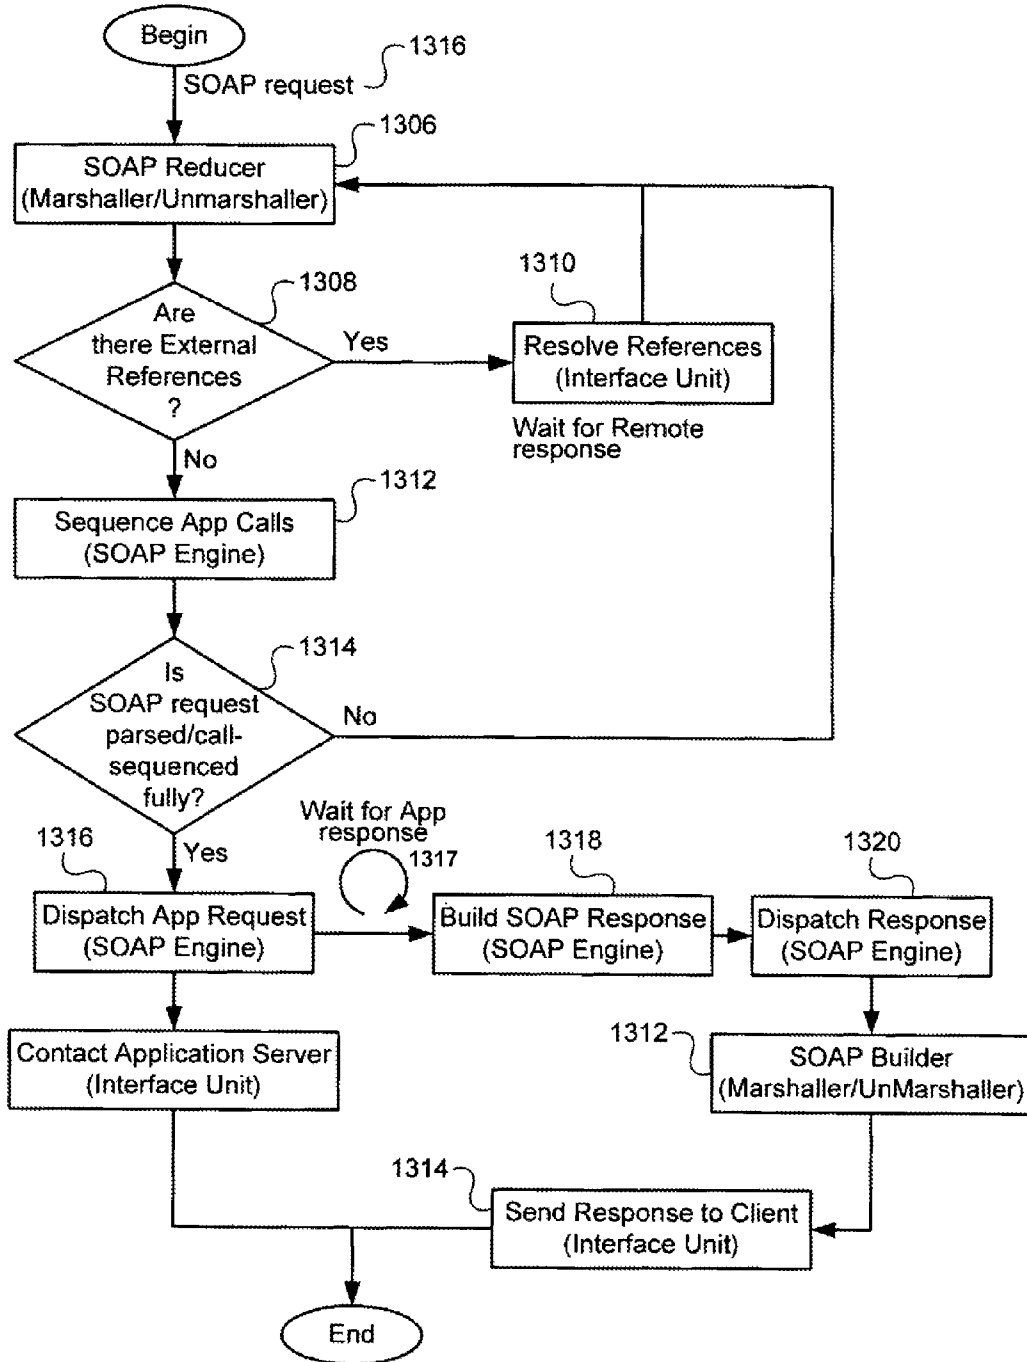 Begin
1316
SOAP request
1306
SOAP Reducer
(Marshaller/Unmarshaller)
1308
Are
there External
References
?
Yes
1310
Resolve References
(Interface Unit)
Wait for Remote
response
No
1312
Sequence App Calls
(SOAP Engine)
1314
Is
SOAP request
parsed/call-
sequenced
fully?
No
Yes
1316
Dispatch App Request
(SOAP Engine)
Wait for App
response
1317
1318
Build SOAP Response
(SOAP Engine)
1320
Dispatch Response
(SOAP Engine)
Contact Application Server
(Interface Unit)
1312
SOAP Builder
(Marshaller/UnMarshaller)
1314
Send Response to Client
(Interface Unit)
End